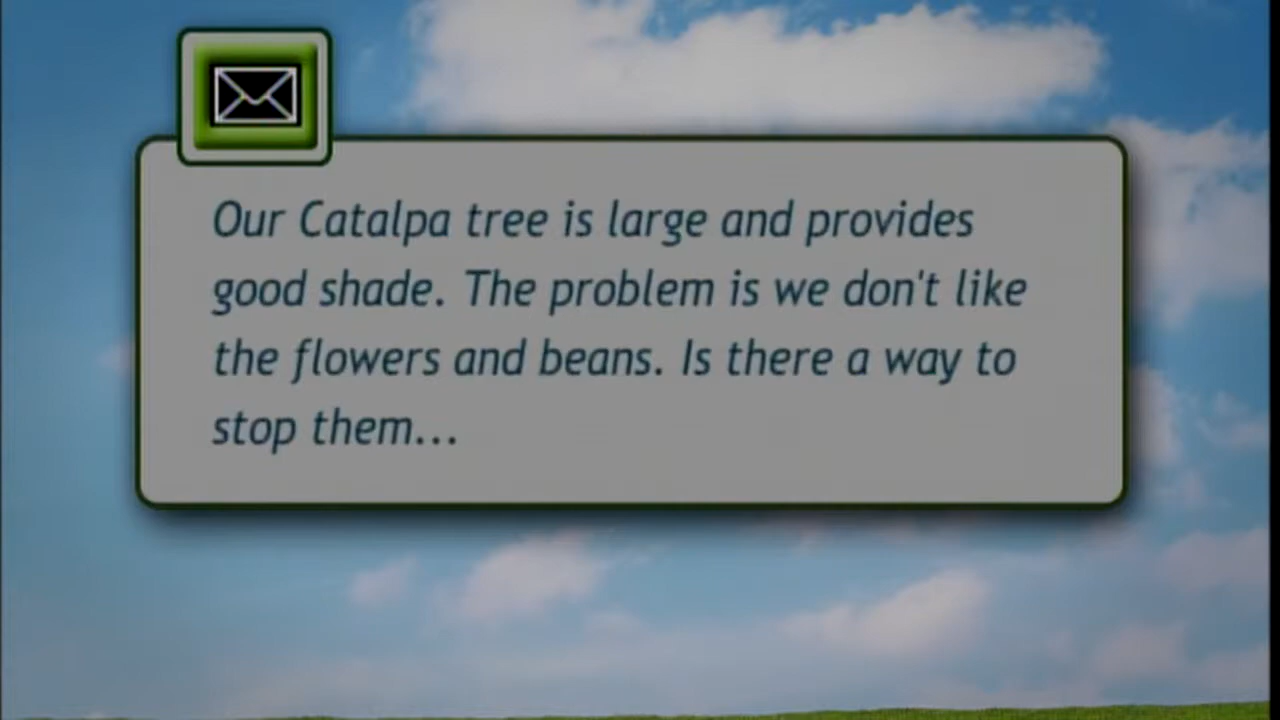 Our Catalpa tree is large and provides
good shade. The problem is we don't like
the flowers and beans. Is there a way to
stop them...